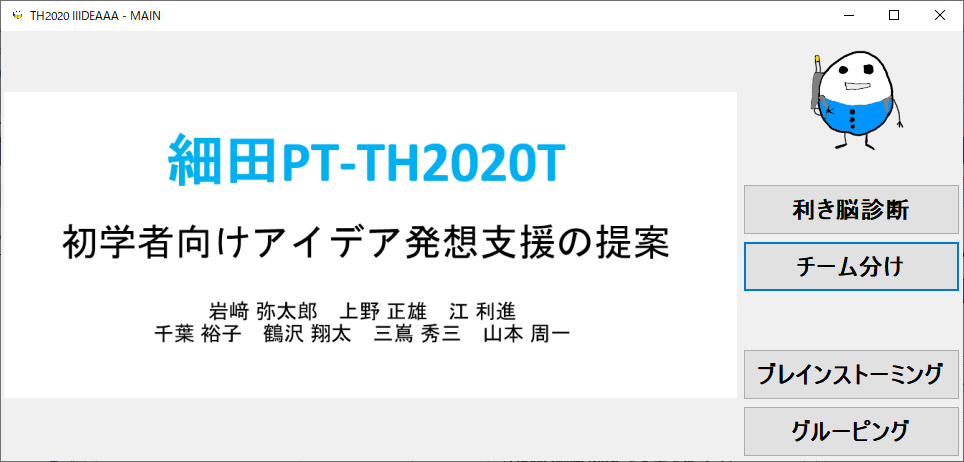 TH2020 IIIDEAAA - MAIN
細田PT-TH2020T
初学者向けアイデア発想支援の提案
岩﨑 弥太郎　上野 正雄　江 利進
千葉 裕子　鶴沢 翔太　三嶌 秀三　山本 周一
利き脳診断
チーム分け
ブレインストーミング
グルーピング